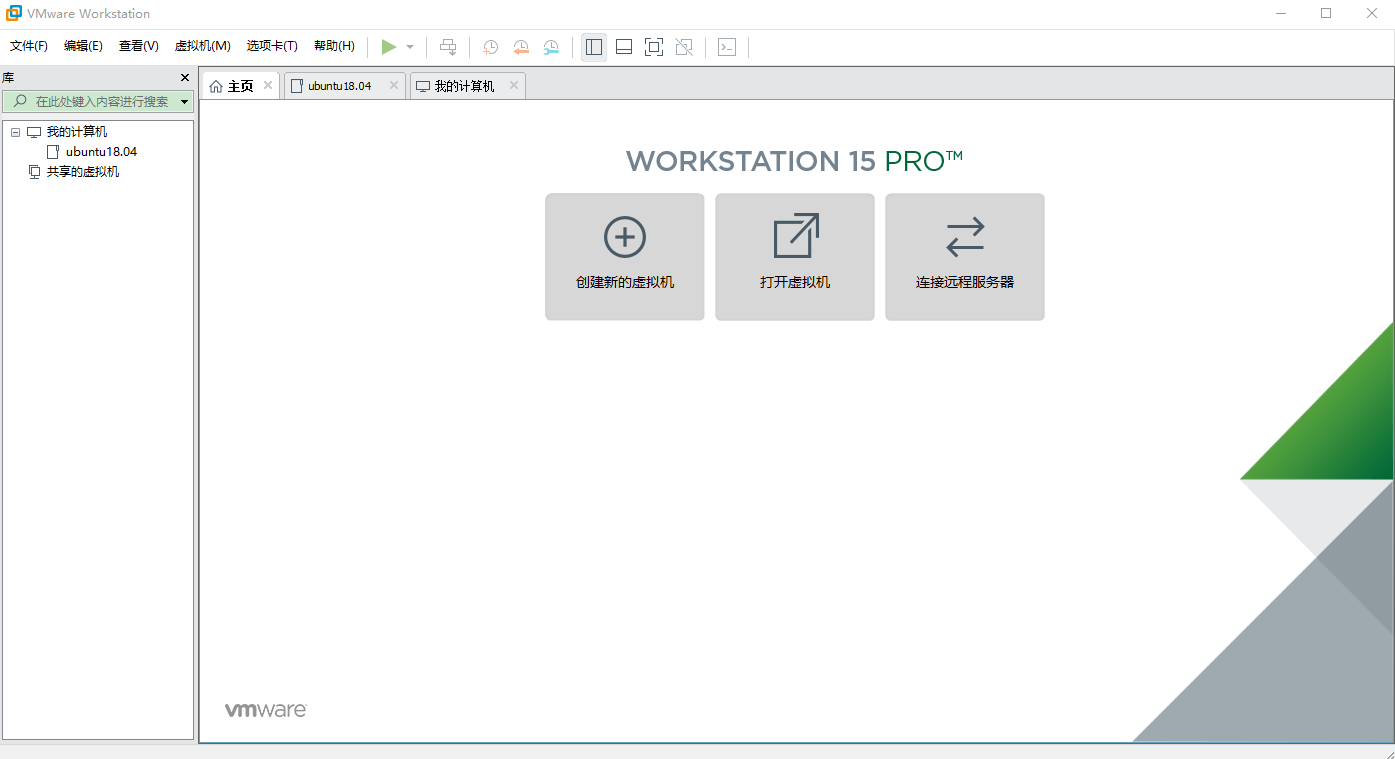 VMware Workstation
文件(F) 编辑(E) 查看(V) 虚拟机(M) 选项卡(T) 帮助(H)
库
在此处键入内容进行搜索
我的计算机
ubuntu18.04
共享的虚拟机
主页 ubuntu18.04 我的计算机
WORKSTATION 15 PRO™
创建新的虚拟机 打开虚拟机 连接远程服务器
vmware